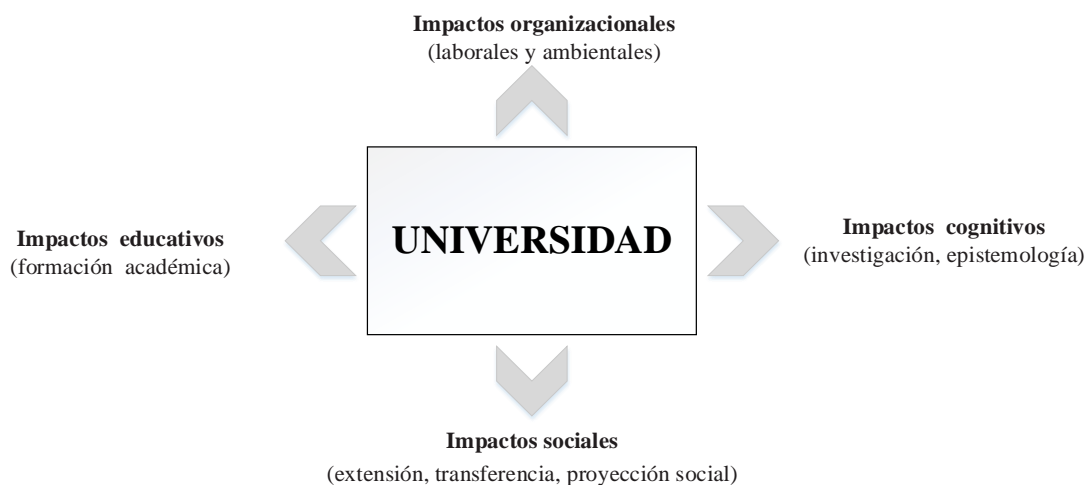 Impactos organizacionales
(laborales y ambientales)
Impactos educativos
(formación académica)
UNIVERSIDAD
Impactos cognitivos
(investigación, epistemología)
Impactos sociales
(extensión, transferencia, proyección social)